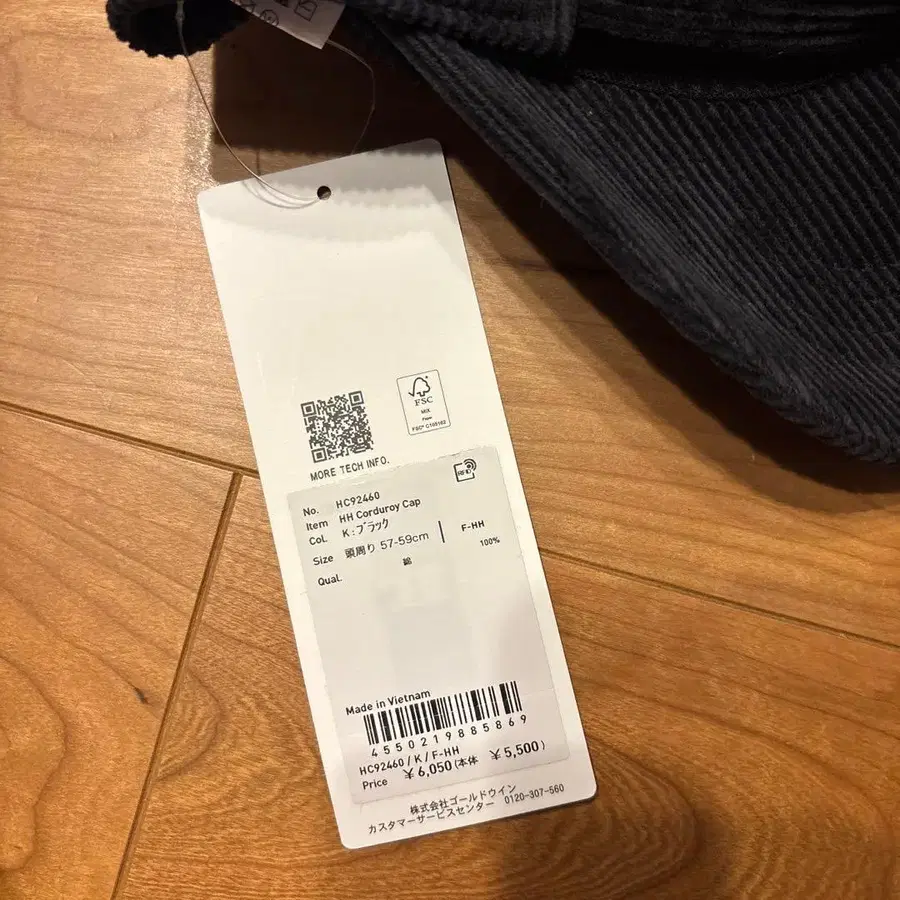 FSC
MIX
Paper
FSC® C105162
MORE TECH INFO.
RFID
No. HC92460
Item HH Corduroy Cap
Col. K:ブラック
Size 頭周り 57-59cm | F-HH
Qual. 綿 100%
Made in Vietnam
4550219885869
HC92460/K/F-HH
Price ¥6,050(本体 ¥5,500)
株式会社ゴールドウイン
カスタマーサービスセンター 0120-307-560